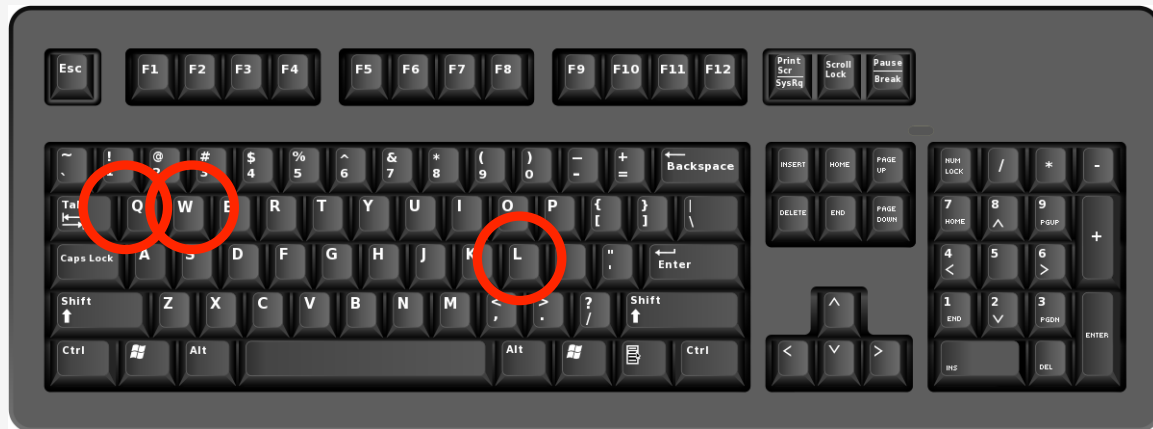 Esc F1 F2 F3 F4 F5 F6 F7 F8 F9 F10 F11 F12 Print Scr SysRq Scroll Lock Pause Break
~ ` ! @ # 3 $ 4 % 5 ^ 6 & 7 * 8 ( 9 ) 0 _ - + = Backspace INSERT HOME PAGE UP NUM LOCK / * -
Q W R T Y U I O P { [ } ] | \ DELETE END PAGE DOWN 7 HOME 8 9 PGUP +
Caps Lock A S D F G H J K L " ' Enter 4 < 5 6 >
Shift Z X C V B N M < , > . ? / Shift 1 END 2 3 PGDN ENTER
Ctrl Alt Alt Ctrl INS DEL